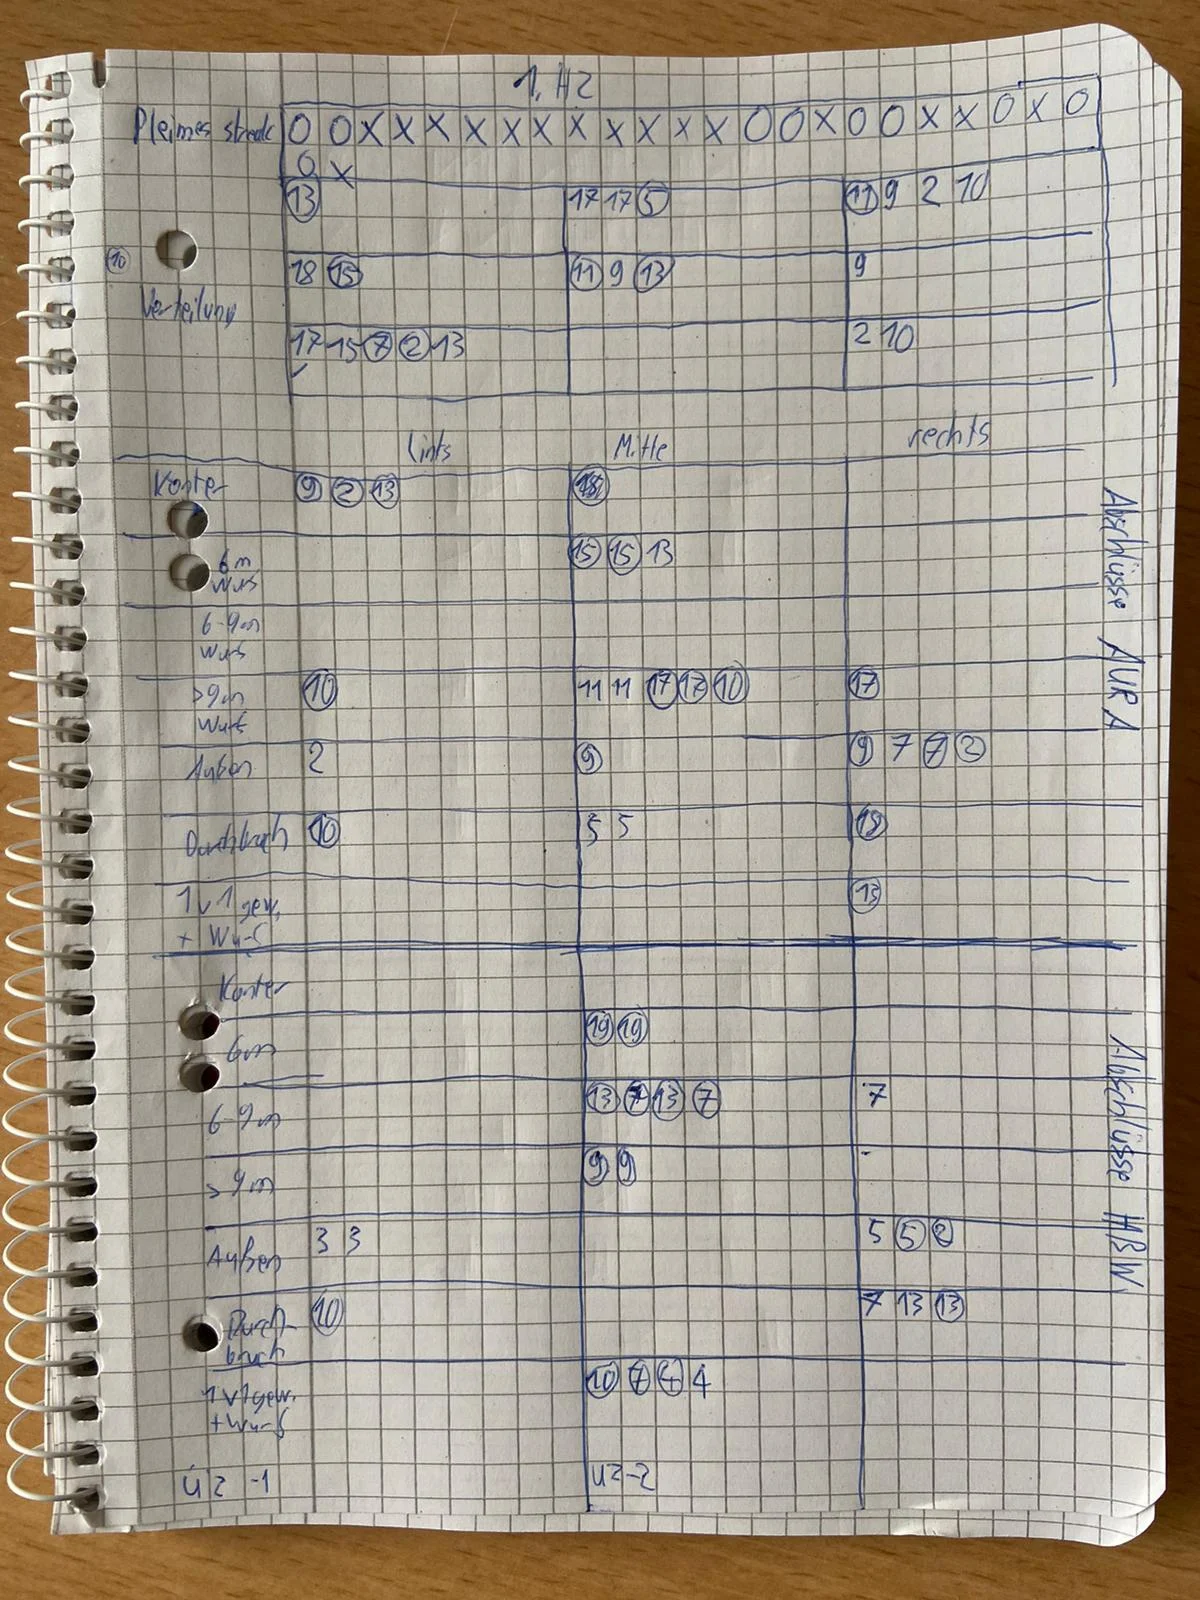 1. HZ
Pleimes streak O O X X X X X X X X X X X O O X O O X X O X O
O X
13 17 17 5 11 9 2 10
10
18 15 11 9 13 9
Verteilung
17 15 7 2 13 2 10
links Mitte rechts
Konter 9 2 13 18
6m 15 15 13
Wurf
6-9m
Wurf
>9m 10 11 11 17 17 10 17
Wurf
Außen 2 9 9 7 7 2
Durchbruch 10 5 5 18
1v1 gew. 13
+ Wurf
Abschlüsse AURA
Konter
6m 19 19
6-9m 13 7 13 7 7
>9m 9 9
Außen 3 3 5 5 2
Durch- 10 7 13 13
bruch
1v1 gew. 10 7 4 4
+Wurf
ÜZ -1 UZ-2
Abschlüsse HBW